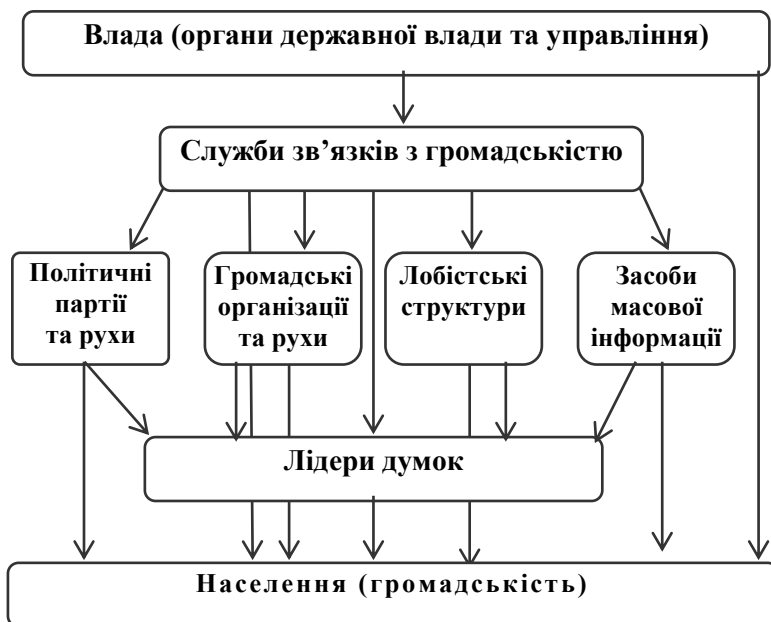 Влада (органи державної влади та управління)
Служби зв’язків з громадськістю
Політичні
партії
та рухи
Громадські
організації
та рухи
Лобістські
структури
Засоби
масової
інформації
Лідери думок
Населення (громадськість)